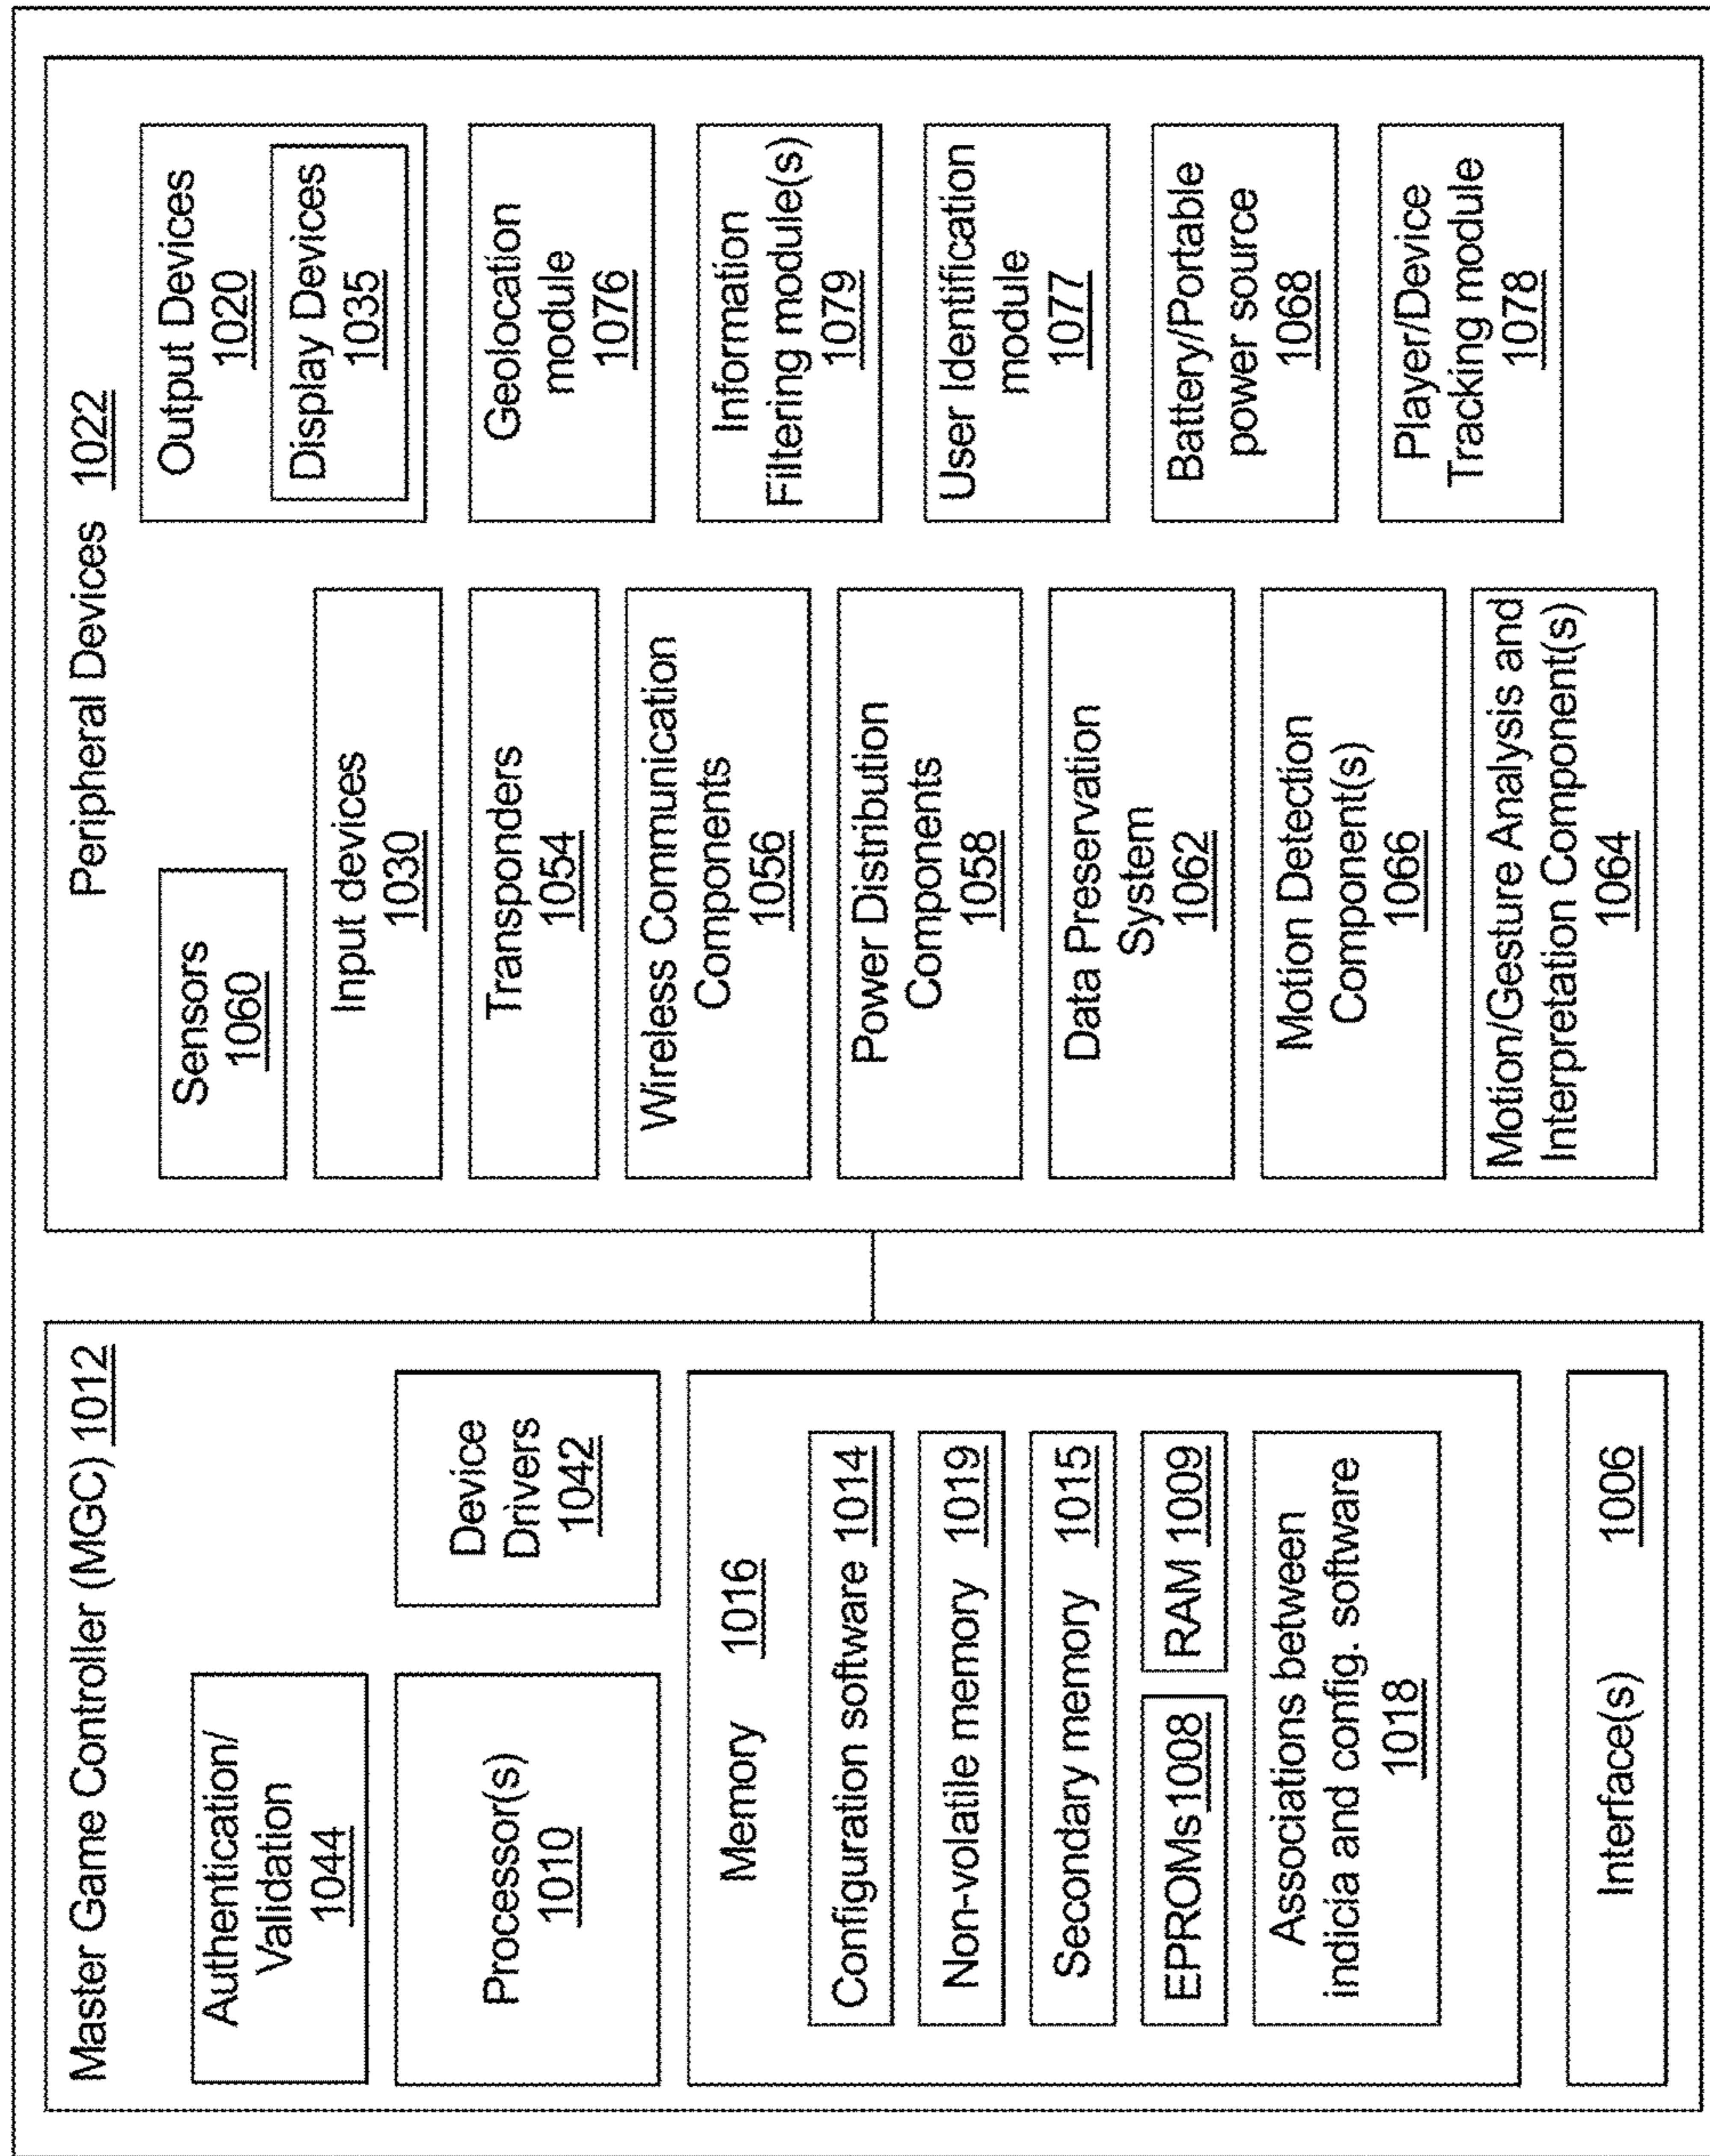 Master Game Controller (MGC) 1012
Authentication/
Validation
1044
Processor(s)
1010
Device
Drivers
1042
Memory 1016
Configuration software 1014
Non-volatile memory 1019
Secondary memory 1015
EPROMs1008
RAM 1009
Associations between
indicia and config. software
1018
Interface(s) 1006
Peripheral Devices 1022
Sensors
1060
Input devices
1030
Transponders
1054
Wireless Communication
Components
1056
Power Distribution
Components
1058
Data Preservation
System
1062
Motion Detection
Component(s)
1066
Motion/Gesture Analysis and
Interpretation Component(s)
1064
Output Devices
1020
Display Devices
1035
Geolocation
module
1076
Information
Filtering module(s)
1079
User Identification
module
1077
Battery/Portable
power source
1068
Player/Device
Tracking module
1078